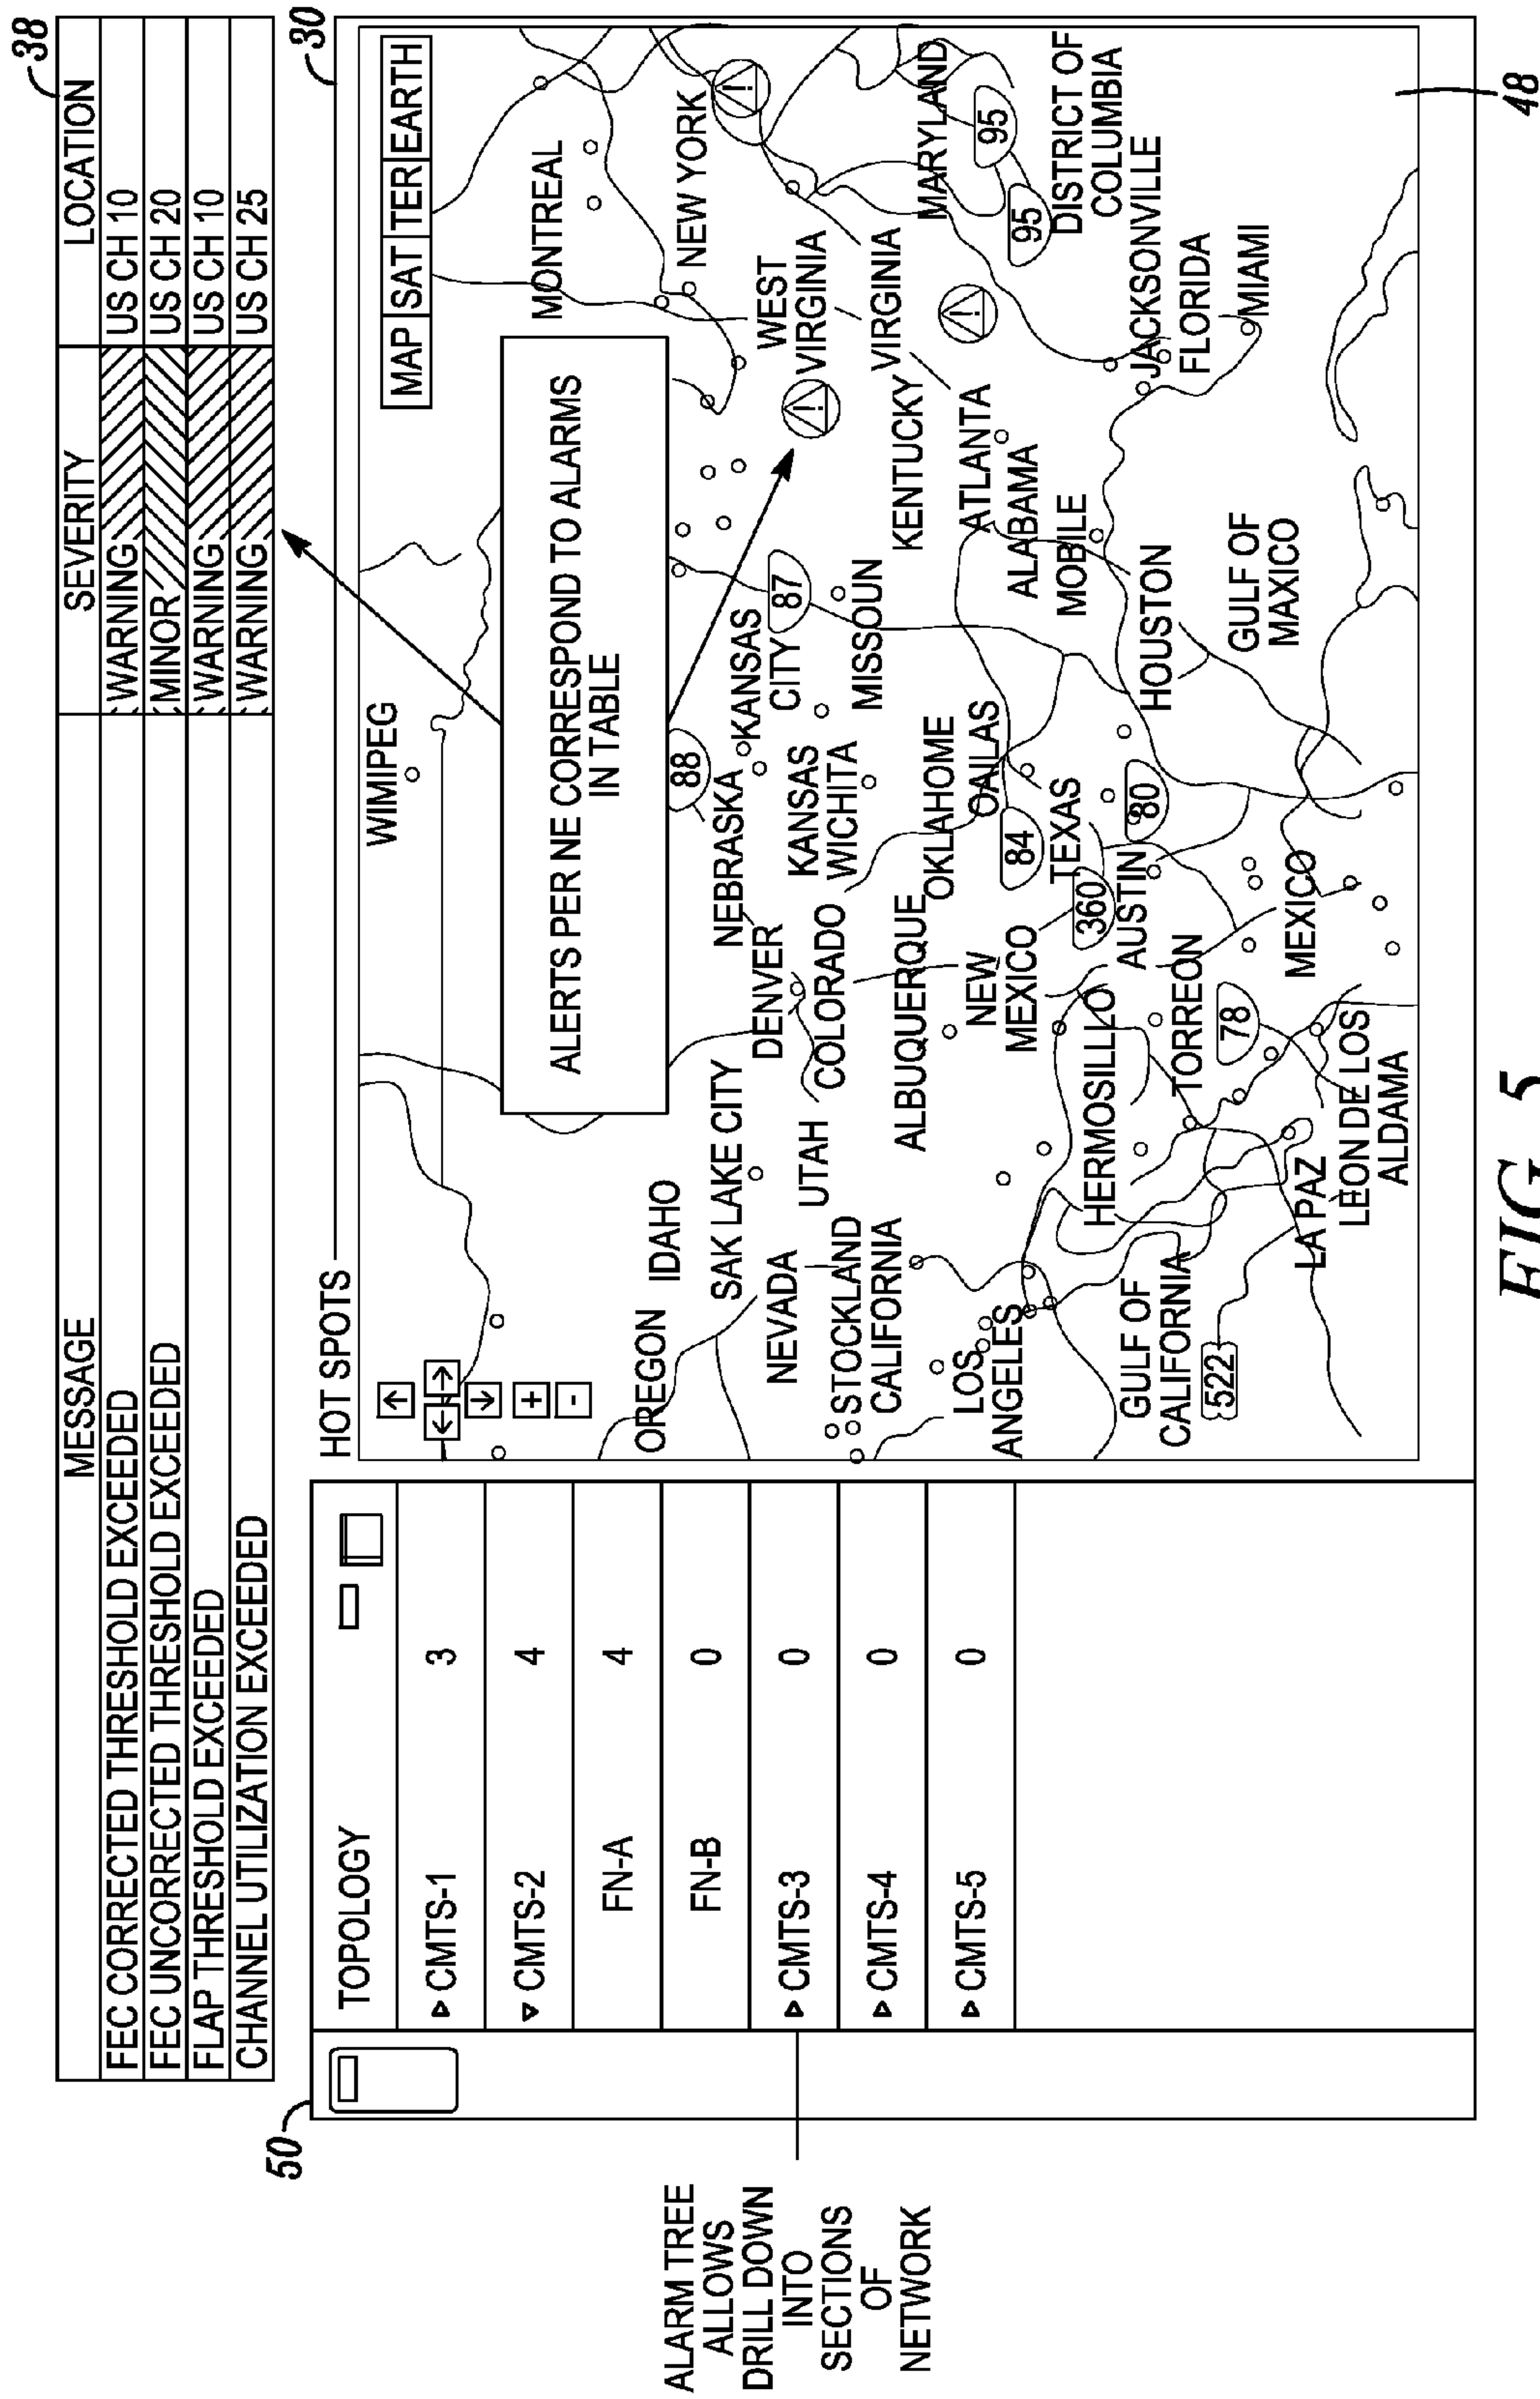 38
MESSAGE SEVERITY LOCATION
FEC CORRECTED THRESHOLD EXCEEDED WARNING US CH 10
FEC UNCORRECTED THRESHOLD EXCEEDED MINOR US CH 20
FLAP THRESHOLD EXCEEDED WARNING US CH 10
CHANNEL UTILIZATION EXCEEDED WARNING US CH 25
50
30
TOPOLOGY
CMTS-1 3
CMTS-2 4
FN-A 4
FN-B 0
CMTS-3 0
CMTS-4 0
CMTS-5 0
ALARM TREE
ALLOWS
DRILL DOWN
INTO
SECTIONS
OF
NETWORK
HOT SPOTS
MAP SAT TER EARTH
+
-
ALERTS PER NE CORRESPOND TO ALARMS
IN TABLE
WIMIPEG
MONTREAL
OREGON
IDAHO
NEW YORK
SAK LAKE CITY
NEBRASKA
88
KANSAS
CITY
87
WEST
VIRGINIA
NEVADA
DENVER
UTAH
COLORADO
KANSAS
WICHITA
MISSOUN
VIRGINIA
STOCKLAND
CALIFORNIA
ALBUQUERQUE
OKLAHOME
KENTUCKY
MARYLAND
95
95
LOS
ANGELES
NEW
MEXICO
OAILAS
84
ATLANTA
ALABAMA
DISTRICT OF
COLUMBIA
TEXAS
MOBILE
360
HERMOSILLO
AUSTIN
80
HOUSTON
JACKSONVILLE
FLORIDA
MIAMI
GULF OF
CALIFORNIA
TORREON
78
522
GULF OF
MAXICO
MEXICO
LA PAZ
LEON DE LOS
ALDAMA
48
FIG. 5